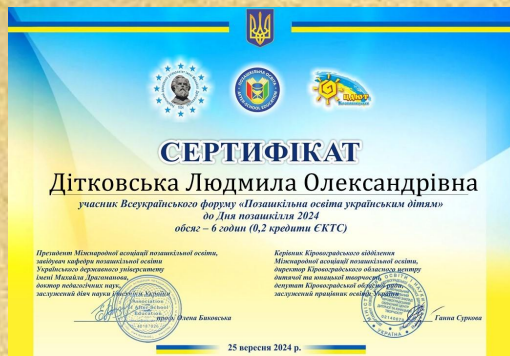 СЕРТИФІКАТ
Дітковська Людмила Олександрівна
учасник Всеукраїнського форуму «Позашкільна освіта українським дітям»
до Дня позашкілля 2024
обсяг – 6 годин (0,2 кредити ЄКТС)
Президент Міжнародної асоціації позашкільної освіти,
завідувач кафедри позашкільної освіти
Українського державного університету
імені Михайла Драгоманова,
доктор педагогічних наук,
заслужений діяч науки і техніки України
проф. Олена Биковська
Керівник Кіровоградського відділення
Міжнародної асоціації позашкільної освіти,
директор Кіровоградського обласного центру
дитячої та юнацької творчості,
депутат Кіровоградської обласної ради,
заслужений працівник освіти України
Ганна Суркова
25 вересня 2024 р.